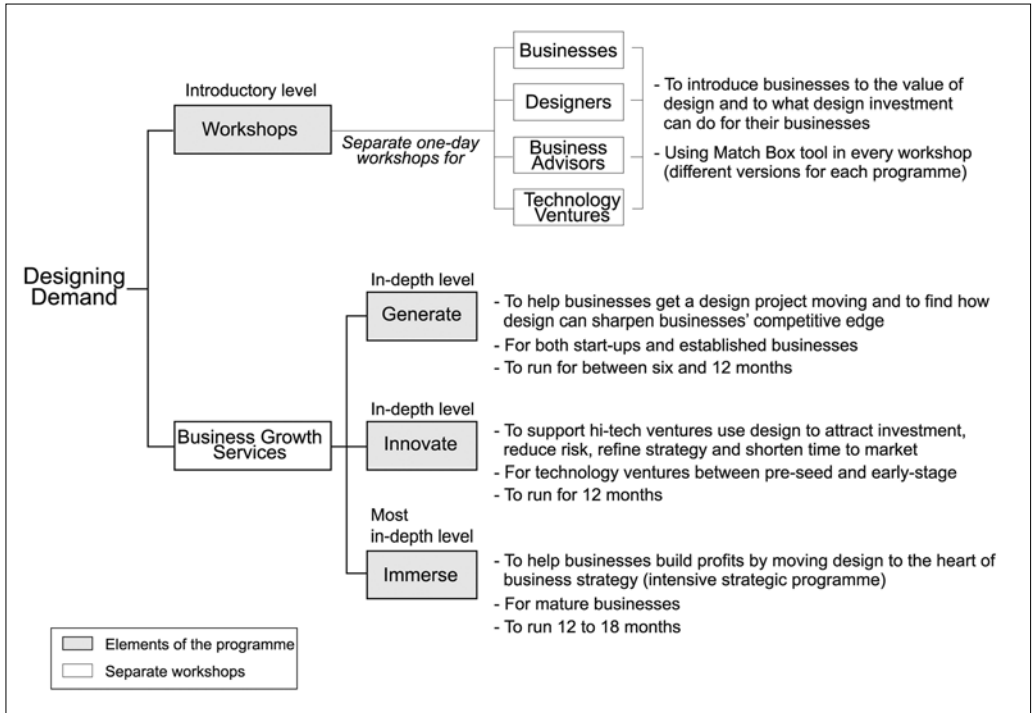 Designing
Demand
Introductory level
Workshops
Separate one-day
workshops for
Businesses
Designers
Business
Advisors
Technology
Ventures
- To introduce businesses to the value of
design and to what design investment
can do for their businesses
- Using Match Box tool in every workshop
(different versions for each programme)
Business Growth
Services
In-depth level
Generate
- To help businesses get a design project moving and to find how
design can sharpen businesses' competitive edge
- For both start-ups and established businesses
- To run for between six and 12 months
In-depth level
Innovate
- To support hi-tech ventures use design to attract investment,
reduce risk, refine strategy and shorten time to market
- For technology ventures between pre-seed and early-stage
- To run for 12 months
Most
in-depth level
Immerse
- To help businesses build profits by moving design to the heart of
business strategy (intensive strategic programme)
- For mature businesses
- To run 12 to 18 months
Elements of the programme
Separate workshops